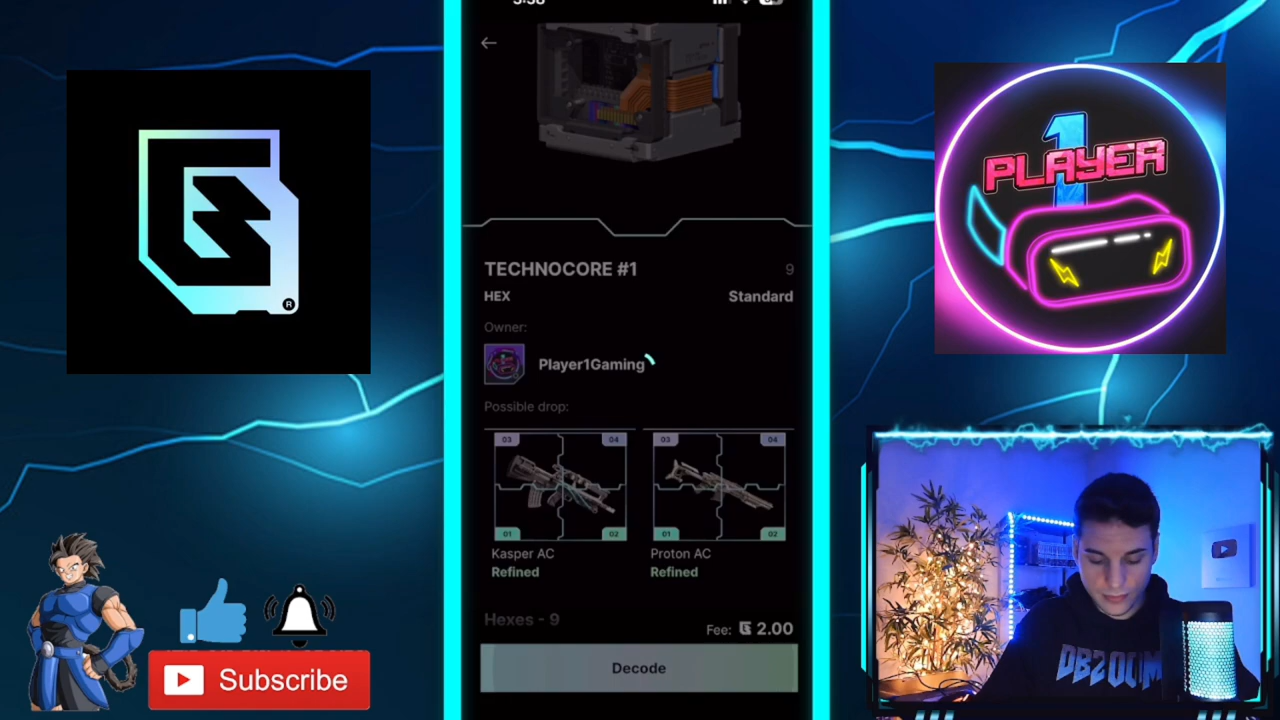 TECHNOCORE #1
9
HEX
Standard
Owner:
Player1Gaming
Possible drop:
03
04
01
02
03
04
01
02
Kasper AC
Refined
Proton AC
Refined
Hexes - 9
Fee: 2.00
Decode
®
1
PLAYER
Subscribe